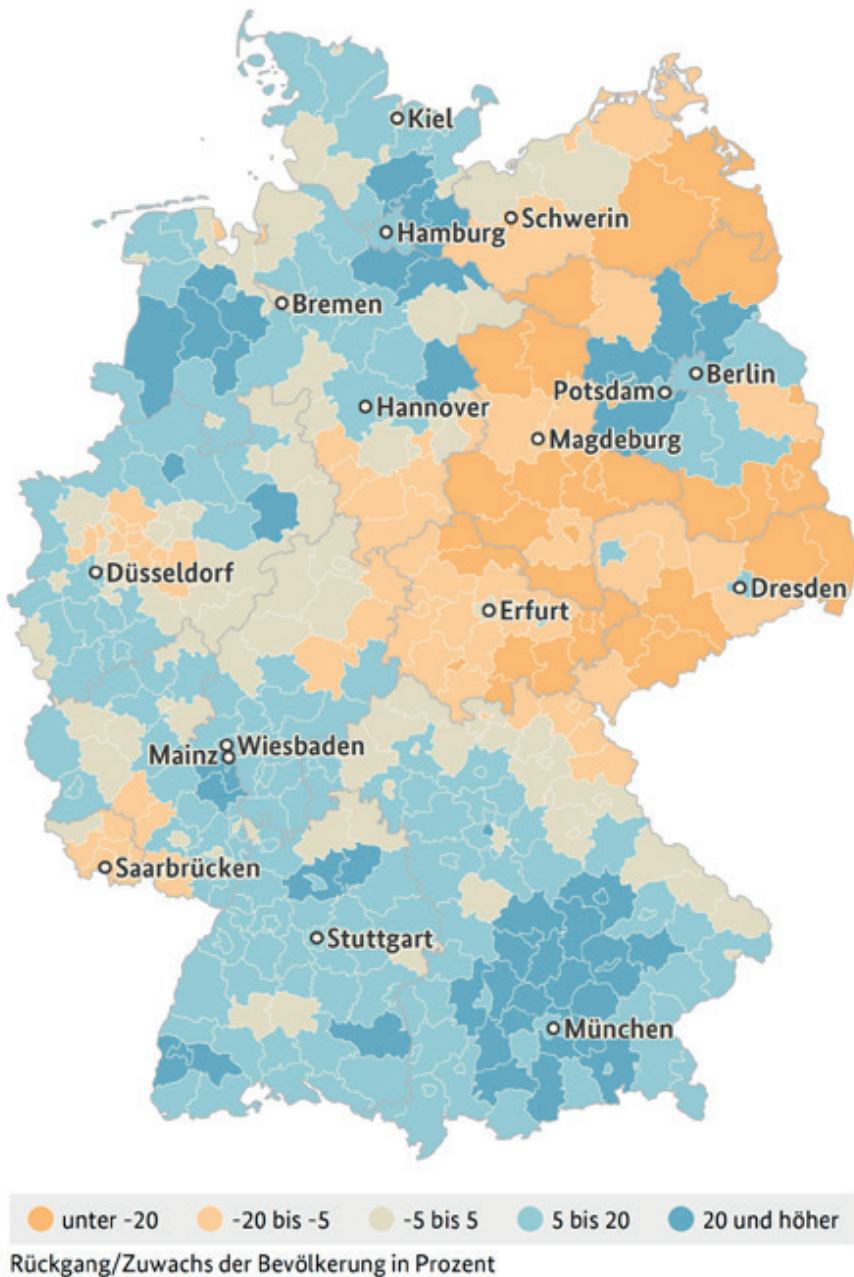 Kiel
Schwerin
Hamburg
Bremen
Berlin
Potsdam
Hannover
Magdeburg
Düsseldorf
Dresden
Erfurt
Wiesbaden
Mainz
Saarbrücken
Stuttgart
München
unter -20
-20 bis -5
-5 bis 5
5 bis 20
20 und höher
Rückgang/Zuwachs der Bevölkerung in Prozent